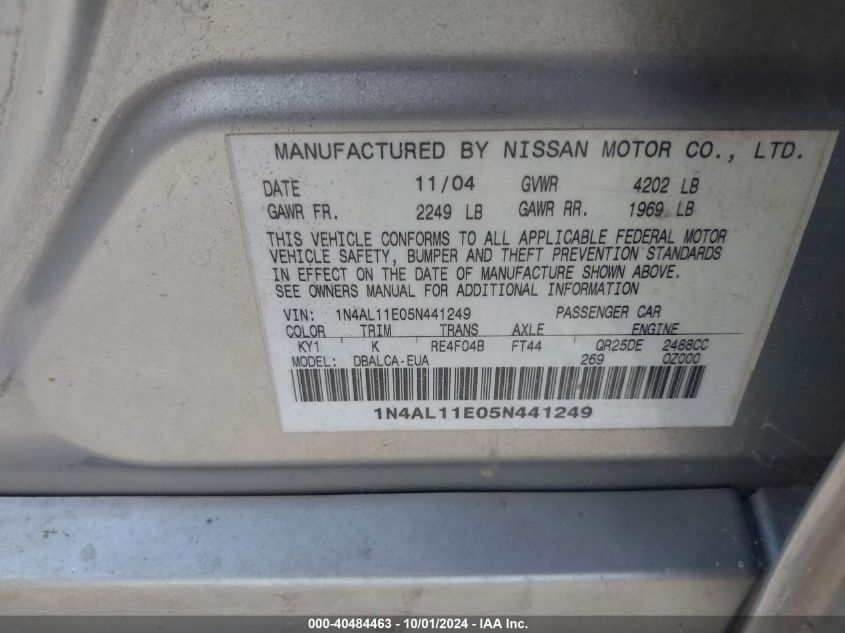 MANUFACTURED BY NISSAN MOTOR CO., LTD.
DATE 11/04 GVWR 4202 LB
GAWR FR. 2249 LB GAWR RR. 1969 LB
THIS VEHICLE CONFORMS TO ALL APPLICABLE FEDERAL MOTOR
VEHICLE SAFETY, BUMPER AND THEFT PREVENTION STANDARDS
IN EFFECT ON THE DATE OF MANUFACTURE SHOWN ABOVE.
SEE OWNERS MANUAL FOR ADDITIONAL INFORMATION
VIN: 1N4AL11E05N441249 PASSENGER CAR
COLOR TRIM TRANS AXLE ENGINE
KY1 K RE4F04B FT44 QR25DE 2488CC
MODEL: DBALCA-EUA 269 0Z000
1N4AL11E05N441249
000-40484463 - 10/01/2024 - IAA Inc.